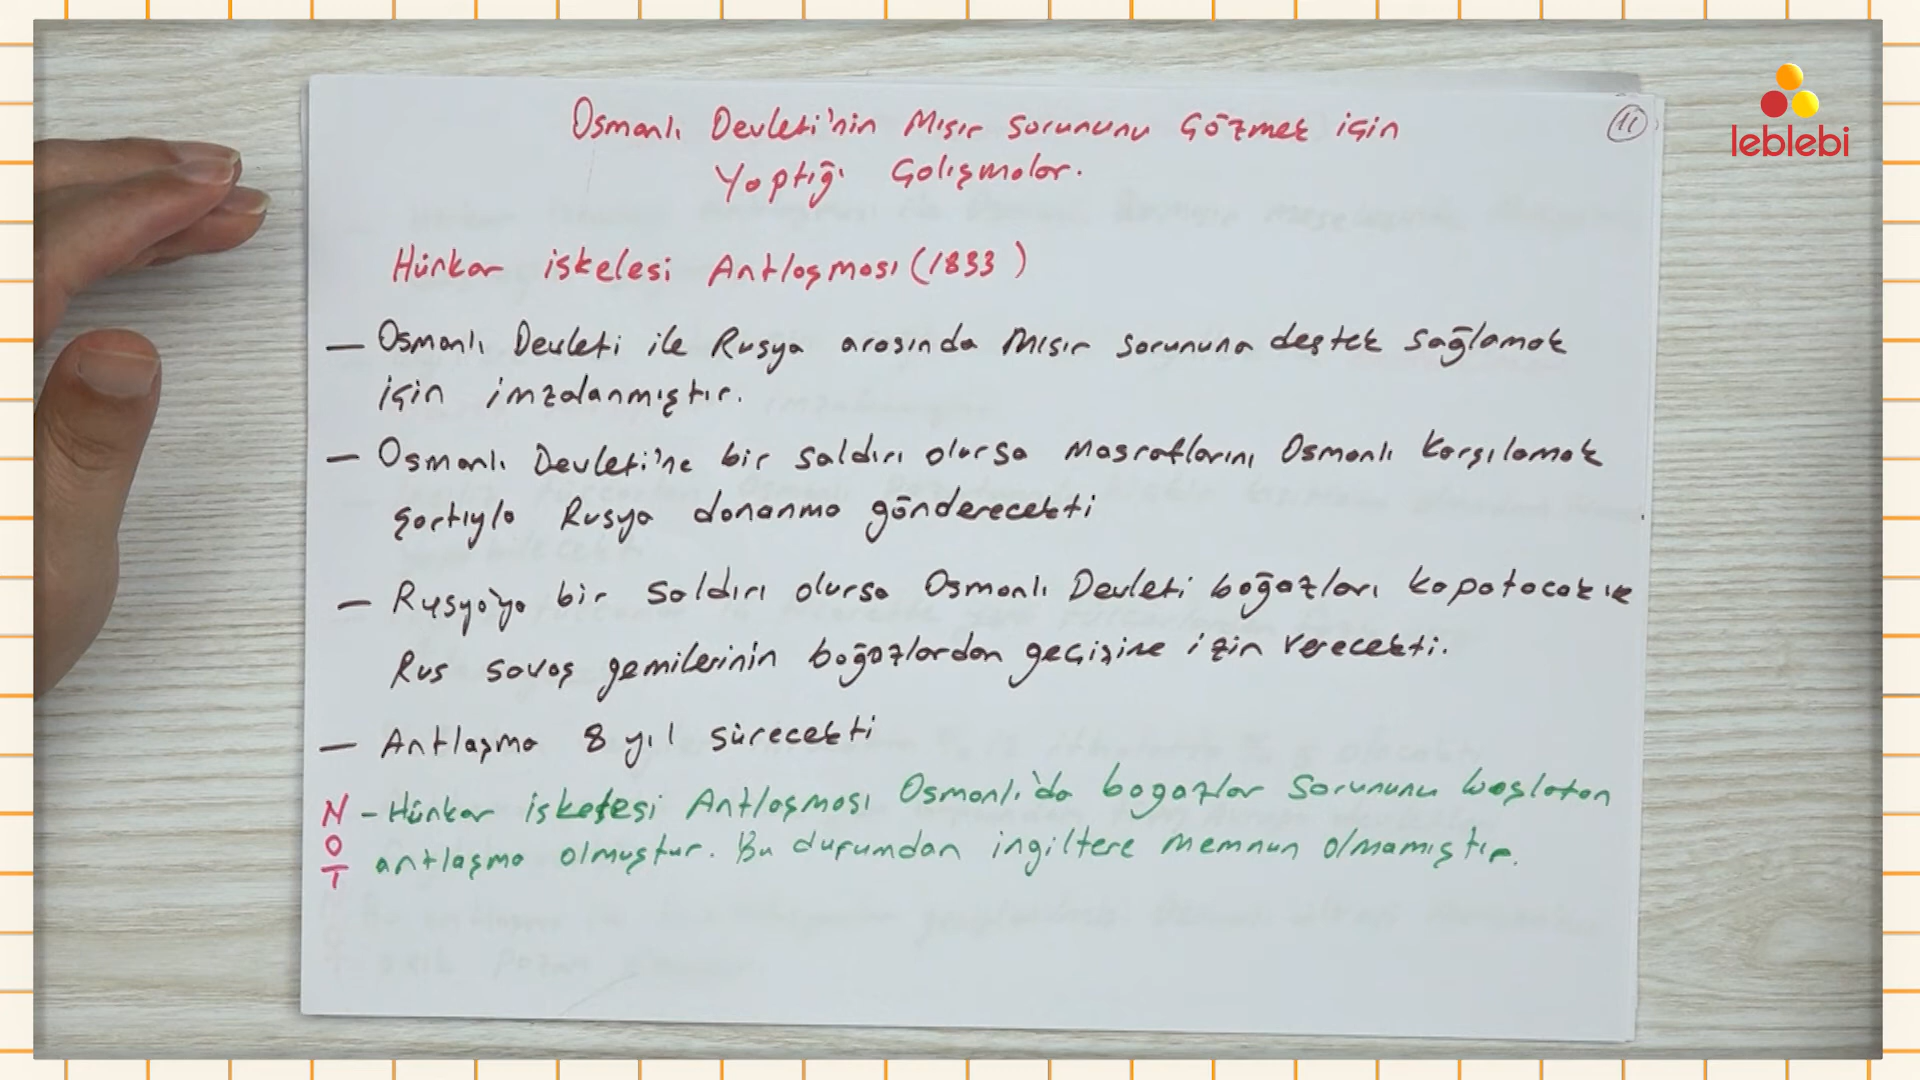 Osmanlı Devleti'nin Mısır Sorununu Çözmek için
Yaptığı Çalışmalar.
11
leblebi
Hünkar iskelesi Antlaşması (1833)
— Osmanlı Devleti ile Rusya arasında Mısır sorununa destek sağlamak
için imzalanmıştır.
— Osmanlı Devleti'ne bir saldırı olursa masraflarını Osmanlı karşılamak
şartıyla Rusya donanma gönderecekti
— Rusya'ya bir saldırı olursa Osmanlı Devleti boğazları kapatacak ve
Rus savaş gemilerinin boğazlardan geçişine izin verecekti.
— Antlaşma 8 yıl sürecekti
NOT - Hünkar iskelesi Antlaşması Osmanlı'da bogazlar Sorununu başlatan
antlaşma olmuştur. Bu durumdan ingiltere memnun olmamıştır.